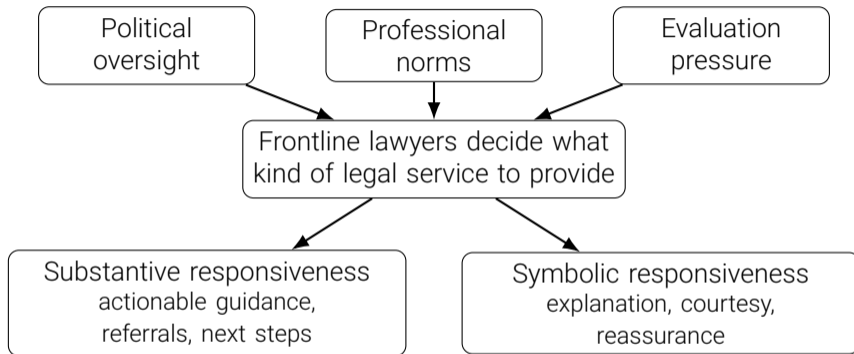 Political
oversight
Professional
norms
Evaluation
pressure
Frontline lawyers decide what
kind of legal service to provide
Substantive responsiveness
actionable guidance,
referrals, next steps
Symbolic responsiveness
explanation, courtesy,
reassurance